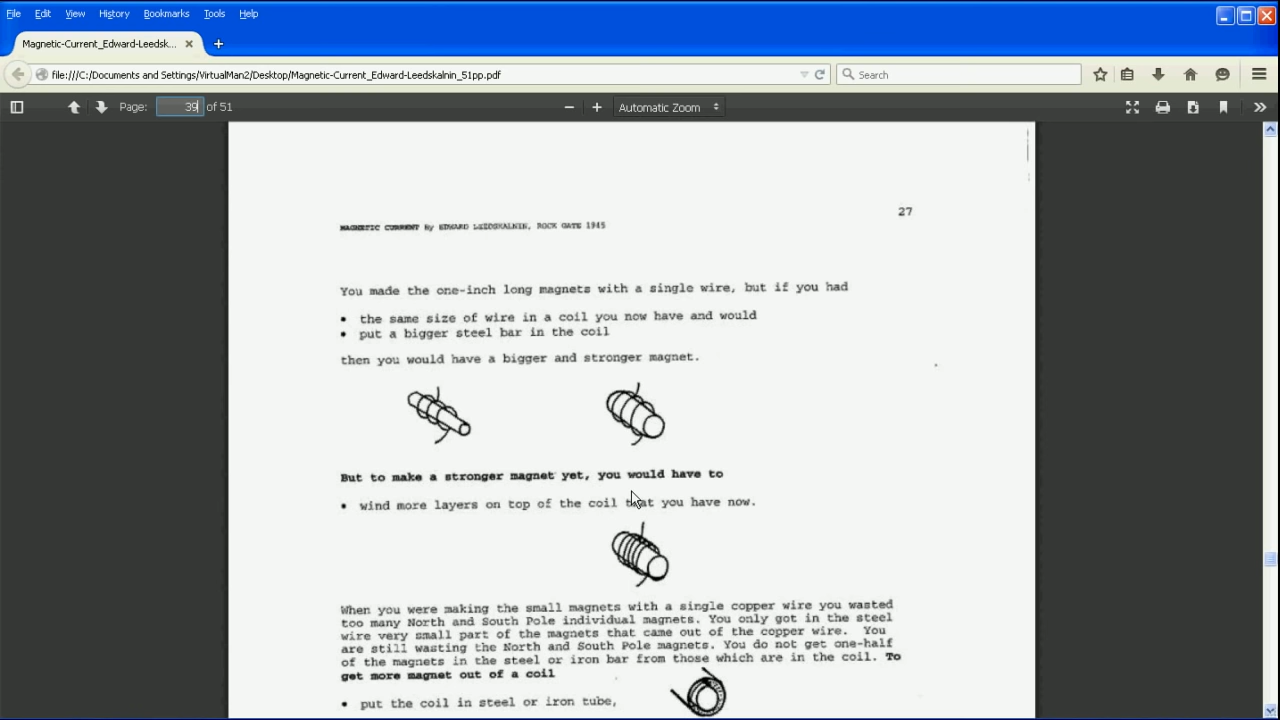 File Edit View History Bookmarks Tools Help
Magnetic-Current_Edward-Leedsk...
file:///C:/Documents and Settings/VirtualMan2/Desktop/Magnetic-Current_Edward-Leedskalnin_51pp.pdf
Search
Page: 39 of 51
Automatic Zoom
27
MAGNETIC CURRENT By EDWARD LEEDSKALNIN, ROCK GATE 1945
You made the one-inch long magnets with a single wire, but if you had
• the same size of wire in a coil you now have and would
• put a bigger steel bar in the coil
then you would have a bigger and stronger magnet.
But to make a stronger magnet yet, you would have to
• wind more layers on top of the coil that you have now.
When you were making the small magnets with a single copper wire you wasted
too many North and South Pole individual magnets. You only got in the steel
wire very small part of the magnets that came out of the copper wire. You
are still wasting the North and South Pole magnets. You do not get one-half
of the magnets in the steel or iron bar from those which are in the coil. To
get more magnet out of a coil
• put the coil in steel or iron tube,